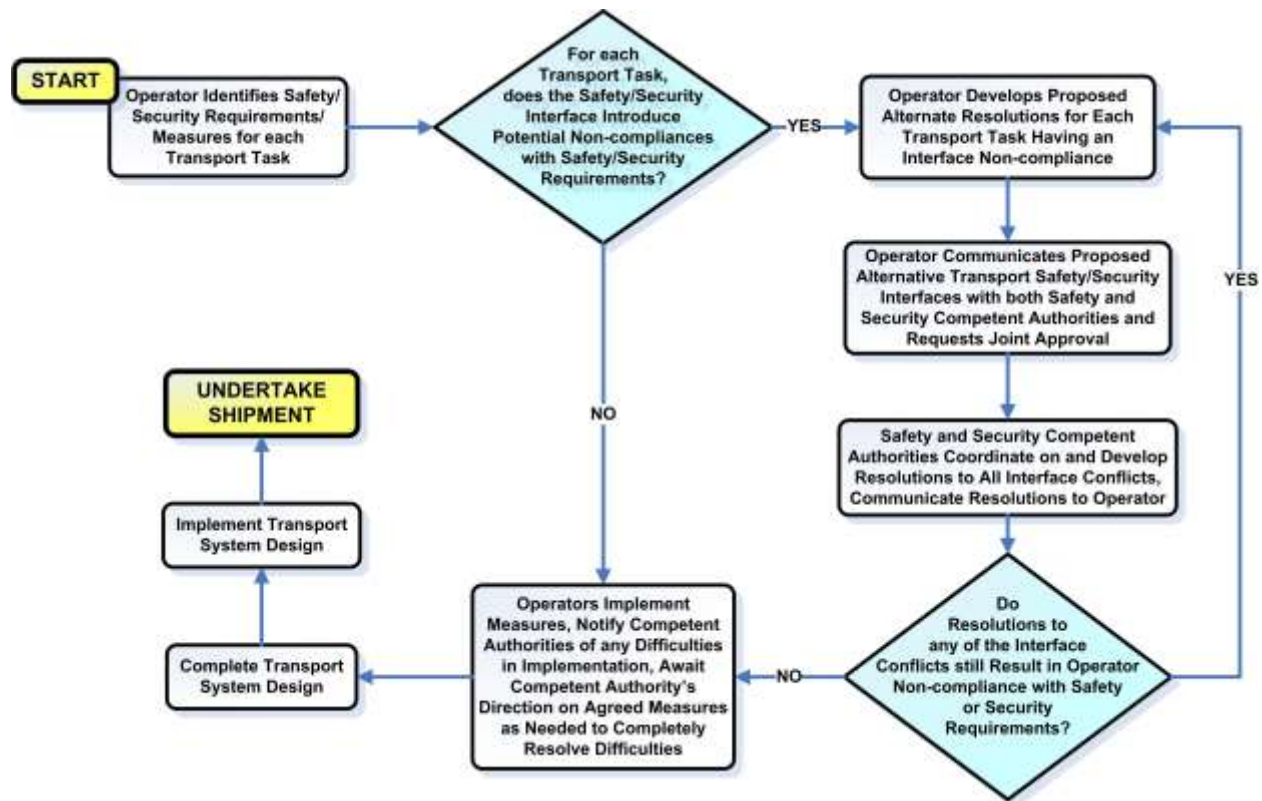 START
Operator Identifies Safety/
Security Requirements/
Measures for each
Transport Task
For each
Transport Task,
does the Safety/Security
Interface Introduce
Potential Non-compliances
with Safety/Security
Requirements?
YES
Operator Develops Proposed
Alternate Resolutions for Each
Transport Task Having an
Interface Non-compliance
Operator Communicates Proposed
Alternative Transport Safety/Security
Interfaces with both Safety and
Security Competent Authorities and
Requests Joint Approval
YES
NO
Safety and Security Competent
Authorities Coordinate on and Develop
Resolutions to All Interface Conflicts,
Communicate Resolutions to Operator
Do
Resolutions to
any of the Interface
Conflicts still Result in Operator
Non-compliance with Safety
or Security
Requirements?
NO
Operators Implement
Measures, Notify Competent
Authorities of any Difficulties
in Implementation, Await
Competent Authority's
Direction on Agreed Measures
as Needed to Completely
Resolve Difficulties
Complete Transport
System Design
Implement Transport
System Design
UNDERTAKE
SHIPMENT